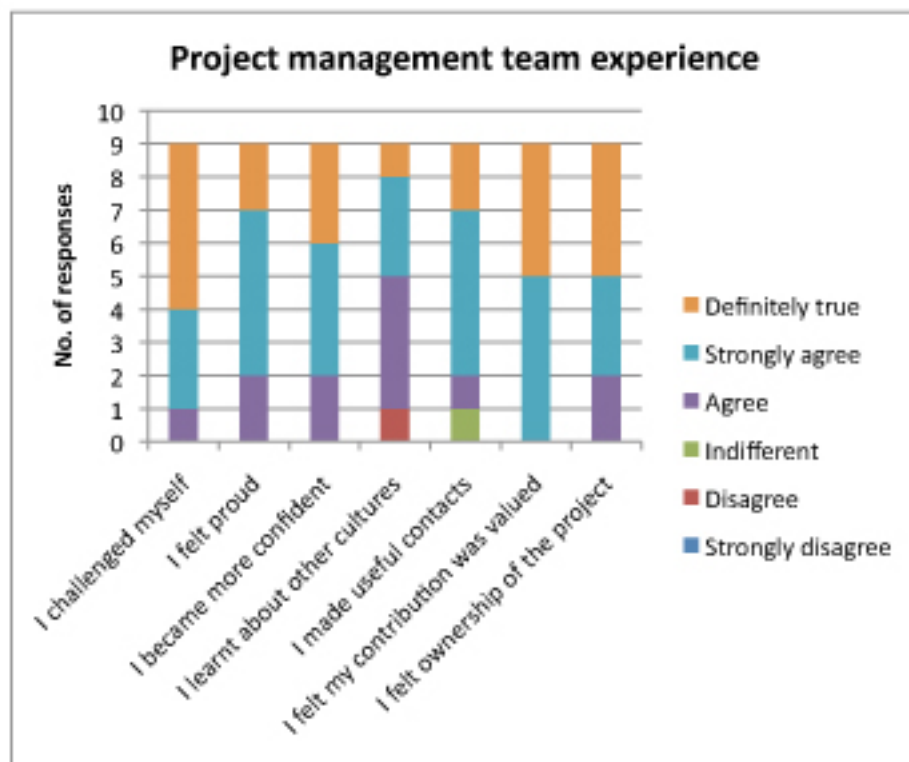 Project management team experience
No. of responses
10
9
8
7
6
5
4
3
2
1
0
I challenged myself
I felt proud
I became more confident
I learnt about other cultures
I made useful contacts
I felt my contribution was valued
I felt ownership of the project
Definitely true
Strongly agree
Agree
Indifferent
Disagree
Strongly disagree